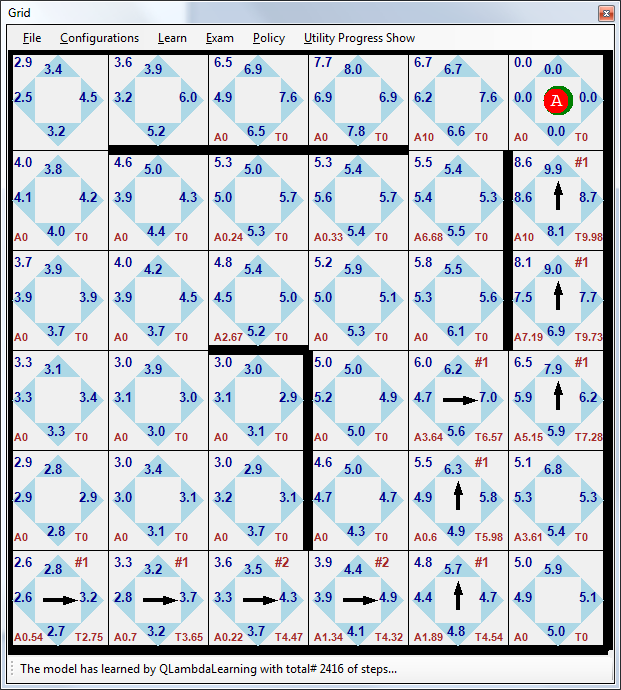 Grid
File Configurations Learn Exam Policy Utility Progress Show
2.9 3.6 6.5 7.7 6.7 0.0
3.4 3.9 6.9 8.0 6.7 0.0
2.5 4.5 3.2 6.0 4.9 7.6 6.9 6.9 6.2 7.6 0.0 A 0.0
3.2 5.2 6.5 7.8 6.6 0.0
A0 T0 A0 T0 A10 T0 A0 T0
4.0 4.6 5.3 5.3 5.5 8.6 #1
3.8 5.0 5.0 5.4 5.4 9.9
4.1 4.2 3.9 4.3 5.0 5.7 5.6 5.7 5.4 5.3 8.6 8.7
4.0 4.4 5.3 5.4 5.5 8.1
A0 T0 A0 T0 A0.24 T0 A0.33 T0 A6.68 T0 A10 T9.98
3.7 4.0 4.8 5.2 5.8 8.1 #1
3.9 4.2 5.4 5.9 5.5 9.0
3.9 3.9 3.9 4.5 4.5 5.0 5.0 5.1 5.3 5.6 7.5 7.7
3.7 3.7 5.2 5.3 6.1 6.9
A0 T0 A0 T0 A2.67 T0 A0 T0 A0 T0 A7.19 T9.73
3.3 3.0 3.0 5.0 6.0 #1 6.5 #1
3.1 3.9 3.0 5.0 6.2 7.9
3.3 3.4 3.1 3.0 3.1 2.9 5.2 4.9 4.7 7.0 5.9 6.2
3.3 3.0 3.1 5.0 5.6 5.9
A0 T0 A0 T0 A0 T0 A0 T0 A3.64 T6.57 A5.15 T7.28
2.9 3.0 3.0 4.6 5.5 #1 5.1
2.8 3.4 2.9 5.0 6.3 6.8
2.9 2.9 3.0 3.1 3.2 3.1 4.7 4.7 4.9 5.8 5.3 5.3
2.8 3.1 3.7 4.3 4.9 5.4
A0 T0 A0 T0 A0 T0 A0 T0 A0.6 T5.98 A3.61 T0
2.6 #1 3.3 #1 3.6 #2 3.9 #2 4.8 #1 5.0
2.8 3.2 3.5 4.4 5.7 5.9
2.6 3.2 2.8 3.7 3.3 4.3 3.9 4.9 4.4 4.7 4.9 5.1
2.7 3.2 3.7 4.1 4.8 5.0
A0.54 T2.75 A0.7 T3.65 A0.22 T4.47 A1.34 T4.32 A1.89 T4.54 A0 T0
The model has learned by QLambdaLearning with total# 2416 of steps...